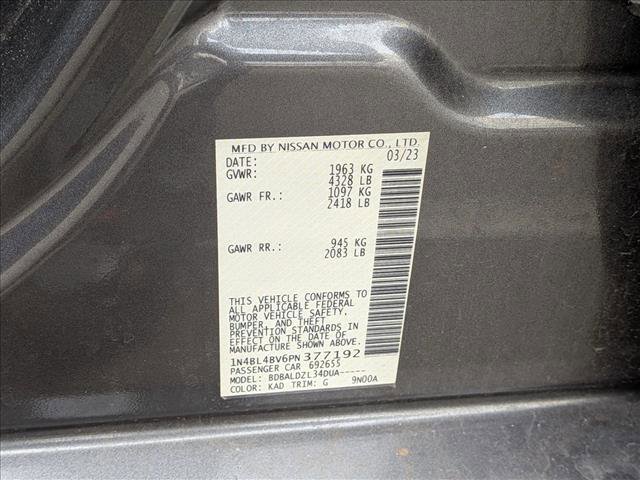 MFD BY NISSAN MOTOR CO., LTD.
DATE: 03/23
GVWR: 1963 KG
4328 LB
GAWR FR.: 1097 KG
2418 LB
GAWR RR.: 945 KG
2083 LB
THIS VEHICLE CONFORMS TO
ALL APPLICABLE FEDERAL
MOTOR VEHICLE SAFETY,
BUMPER, AND THEFT
PREVENTION STANDARDS IN
EFFECT ON THE DATE OF
MANUFACTURE SHOWN ABOVE.
1N4BL4BV6PN377192
PASSENGER CAR 692655
MODEL: BDBALDZL34DUA-----
COLOR: KAD TRIM: G 9N00A